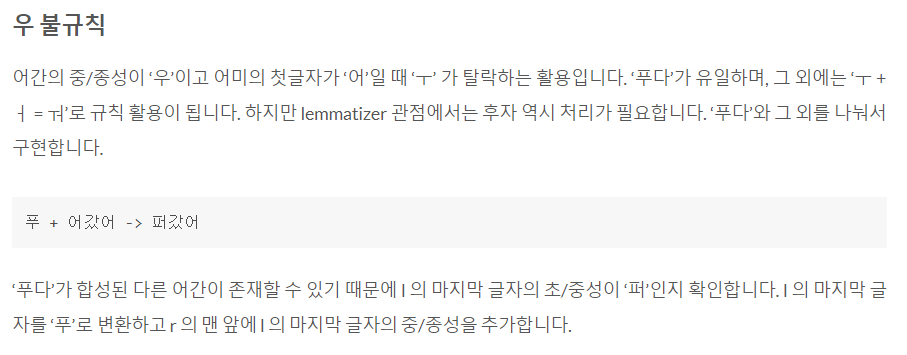 우 불규칙
어간의 중/종성이 ‘우’이고 어미의 첫글자가 ‘어’일 때 ‘ㅜ’ 가 탈락하는 활용입니다. ‘푸다’가 유일하며, 그 외에는 ‘ㅜ +
ㅓ = ㅝ’로 규칙 활용이 됩니다. 하지만 lemmatizer 관점에서는 후자 역시 처리가 필요합니다. ‘푸다’와 그 외를 나눠서
구현합니다.
푸 + 어갔어 -> 퍼갔어
‘푸다’가 합성된 다른 어간이 존재할 수 있기 때문에 l 의 마지막 글자의 초/중성이 ‘퍼’인지 확인합니다. l 의 마지막 글
자를 ‘푸’로 변환하고 r 의 맨 앞에 l 의 마지막 글자의 중/종성을 추가합니다.